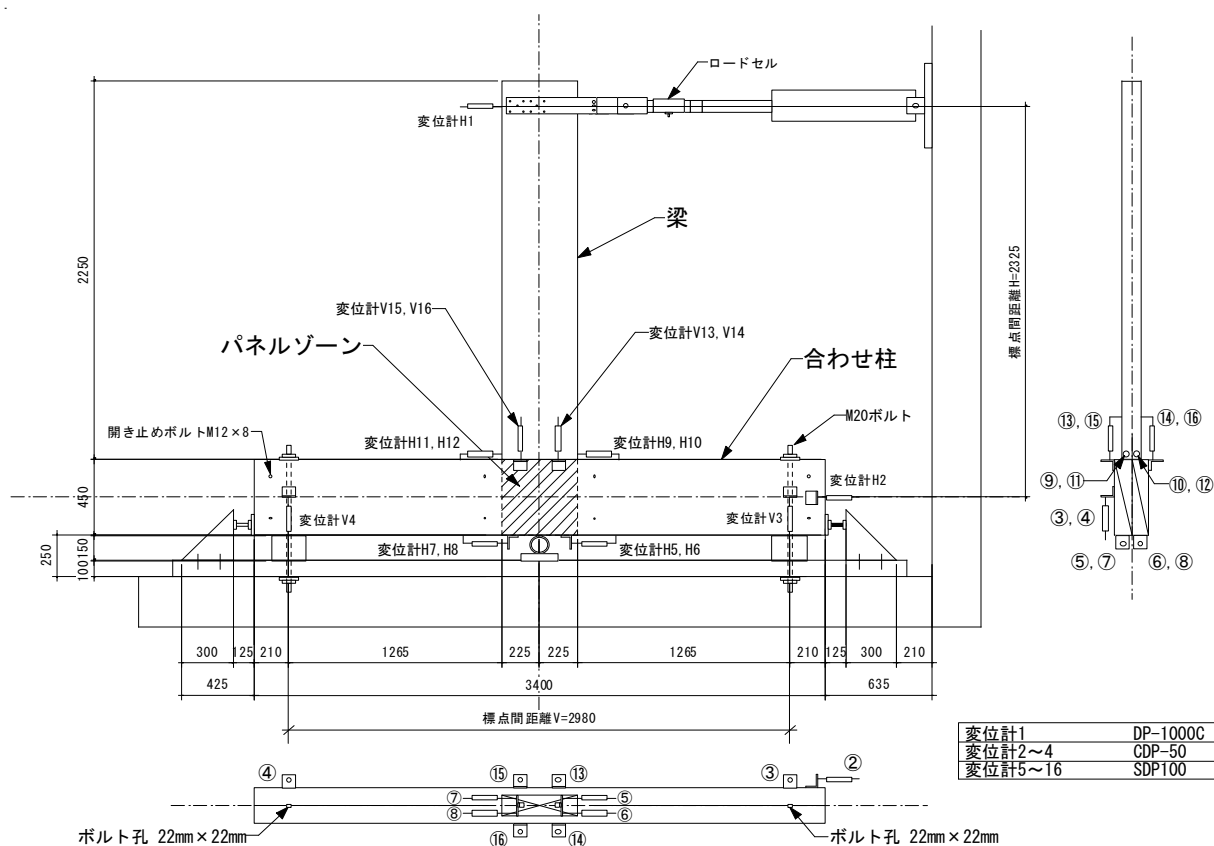 ロードセル
変位計H1
梁
2250
標点間距離H=2325
変位計V15, V16
変位計V13, V14
パネルゾーン
合わせ柱
M20ボルト
開き止めボルトM12×8
変位計H11, H12
変位計H9, H10
変位計H2
⑬, ⑮
⑭, ⑯
⑨, ⑪
⑩, ⑫
③, ④
⑤, ⑦
⑥, ⑧
450
変位計V4
変位計V3
変位計H7, H8
変位計H5, H6
250
150
100
300
125
210
1265
225
225
1265
210
125
300
210
425
3400
635
標点間距離V=2980
変位計1 DP-1000C
変位計2~4 CDP-50
変位計5~16 SDP100
④
⑮
⑬
③
②
⑦
⑤
⑧
⑥
⑯
⑭
ボルト孔 22mm×22mm
ボルト孔 22mm×22mm